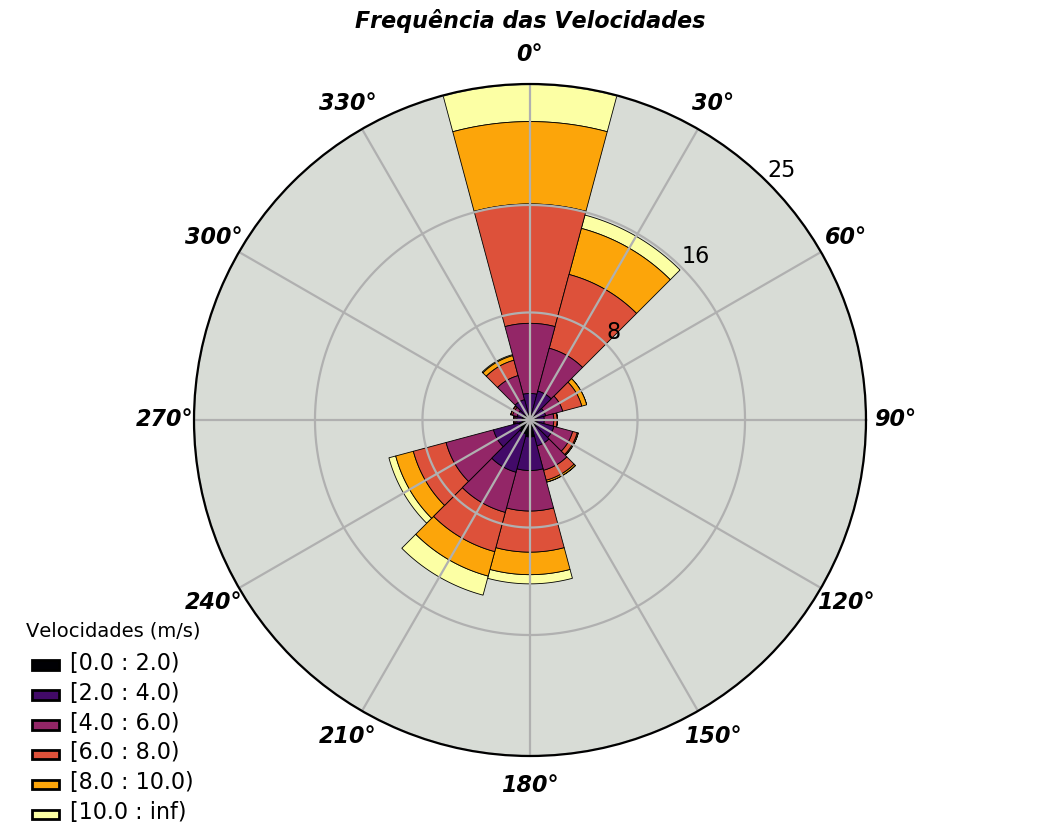 Frequência das Velocidades
0°
330°
30°
25
300°
60°
16
8
270°
90°
240°
120°
210°
150°
180°
Velocidades (m/s)
[0.0 : 2.0)
[2.0 : 4.0)
[4.0 : 6.0)
[6.0 : 8.0)
[8.0 : 10.0)
[10.0 : inf)